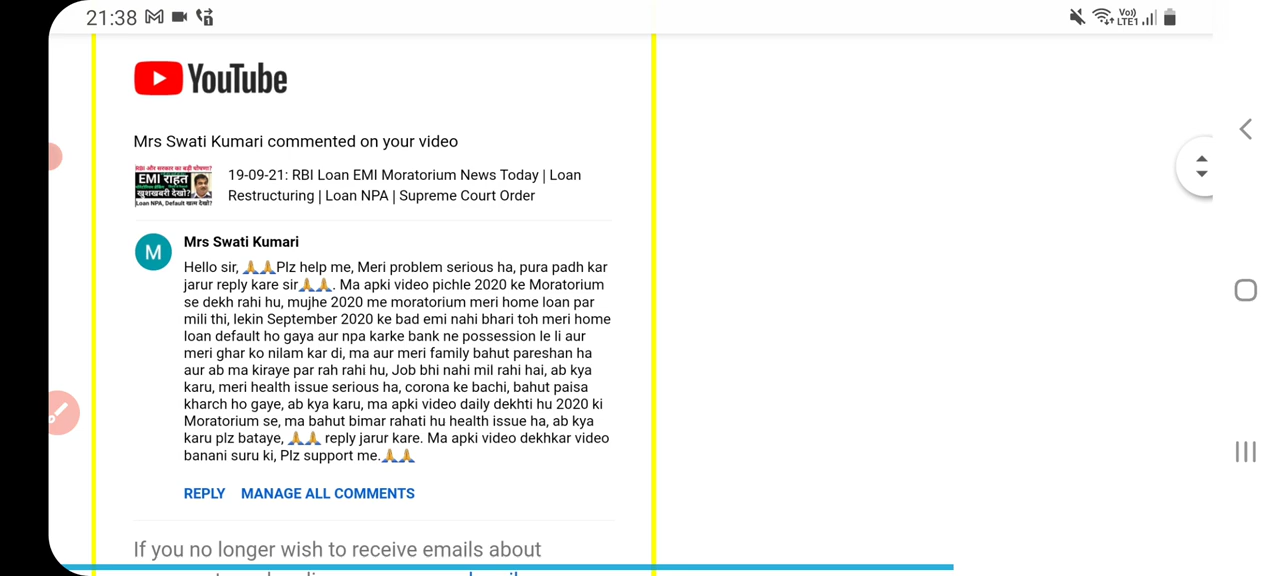 21:38
Vo))
LTE1
YouTube
Mrs Swati Kumari commented on your video
EMI राहत
खुशखबरी देखो?
Loan NPA, Default खत्म देखो?
19-09-21: RBI Loan EMI Moratorium News Today | Loan
Restructuring | Loan NPA | Supreme Court Order
M
Mrs Swati Kumari
Hello sir, 🙏🙏Plz help me, Meri problem serious ha, pura padh kar
jarur reply kare sir🙏🙏. Ma apki video pichle 2020 ke Moratorium
se dekh rahi hu, mujhe 2020 me moratorium meri home loan par
mili thi, lekin September 2020 ke bad emi nahi bhari toh meri home
loan default ho gaya aur npa karke bank ne possession le li aur
meri ghar ko nilam kar di, ma aur meri family bahut pareshan ha
aur ab ma kiraye par rah rahi hu, Job bhi nahi mil rahi hai, ab kya
karu, meri health issue serious ha, corona ke bachi, bahut paisa
kharch ho gaye, ab kya karu, ma apki video daily dekhti hu 2020 ki
Moratorium se, ma bahut bimar rahati hu health issue ha, ab kya
karu plz bataye, 🙏🙏 reply jarur kare. Ma apki video dekhkar video
banani suru ki, Plz support me.🙏🙏
REPLY MANAGE ALL COMMENTS
If you no longer wish to receive emails about